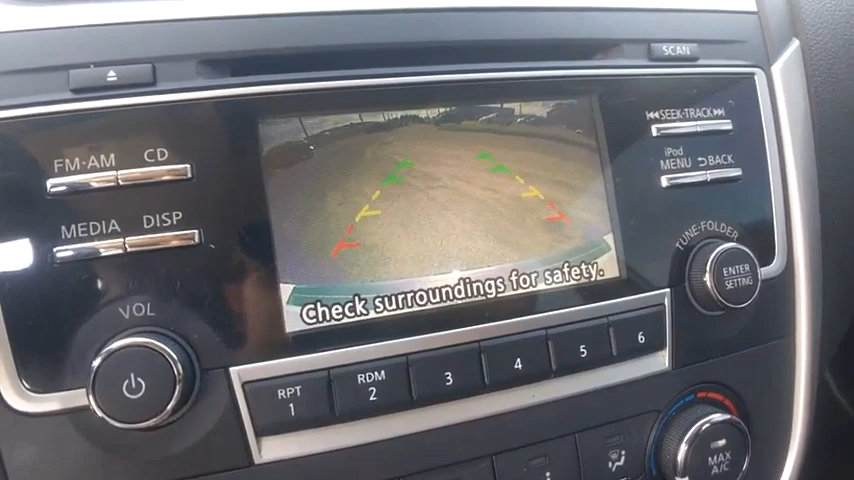 SCAN
SEEK·TRACK
FM·AM CD
iPod
MENU BACK
MEDIA DISP
TUNE·FOLDER
ENTER
SETTING
Check surroundings for safety.
VOL
RPT
1
RDM
2
3
4
5
6
MAX
A/C